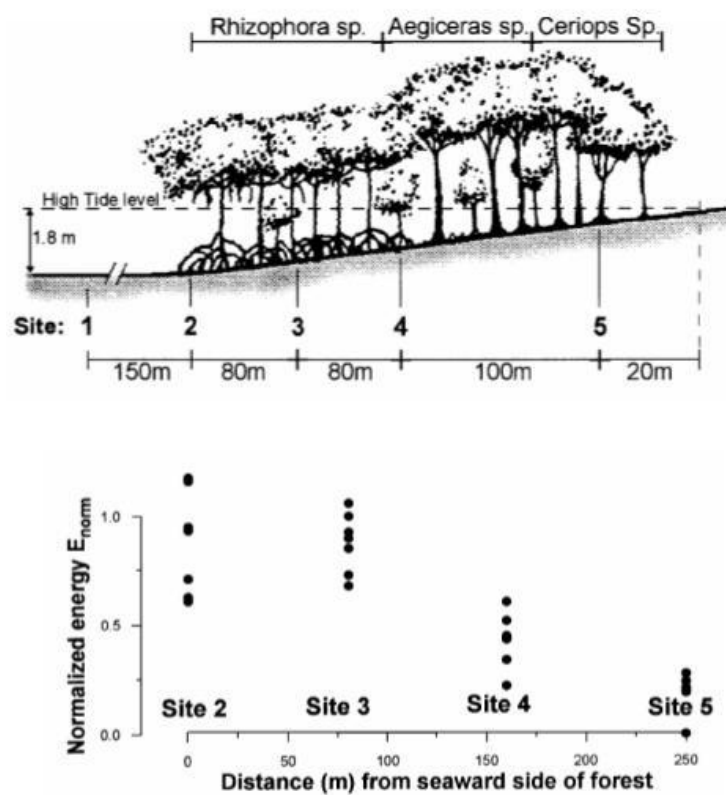 Rhizophora sp. Aegiceras sp. Ceriops Sp.
High Tide level
1.8 m
Site: 1 2 3 4 5
150m 80m 80m 100m 20m
Normalized energy E_norm
1.0
0.5
0.0
Site 2 Site 3 Site 4 Site 5
0 50 100 150 200 250
Distance (m) from seaward side of forest